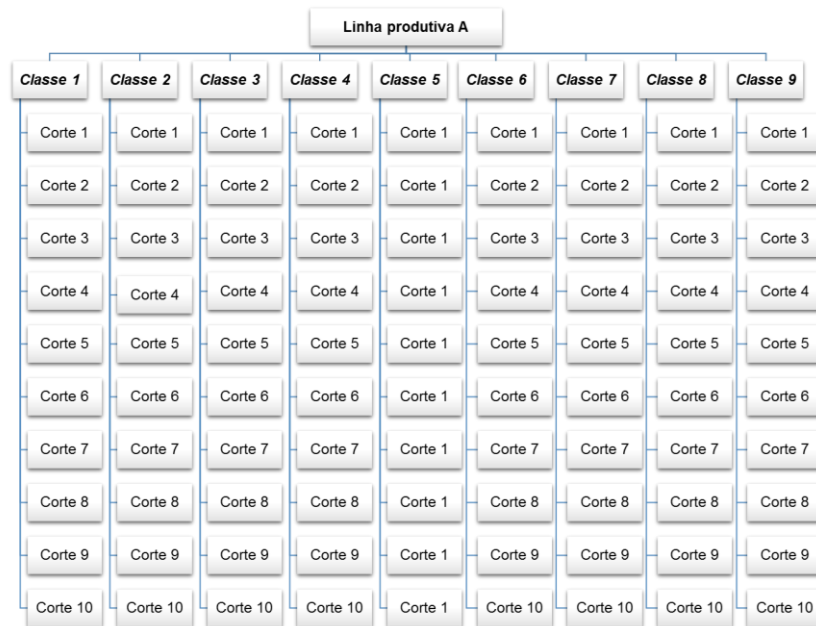 Linha produtiva A
Classe 1 Classe 2 Classe 3 Classe 4 Classe 5 Classe 6 Classe 7 Classe 8 Classe 9
Corte 1 Corte 1 Corte 1 Corte 1 Corte 1 Corte 1 Corte 1 Corte 1 Corte 1
Corte 2 Corte 2 Corte 2 Corte 2 Corte 1 Corte 2 Corte 2 Corte 2 Corte 2
Corte 3 Corte 3 Corte 3 Corte 3 Corte 1 Corte 3 Corte 3 Corte 3 Corte 3
Corte 4 Corte 4 Corte 4 Corte 4 Corte 1 Corte 4 Corte 4 Corte 4 Corte 4
Corte 5 Corte 5 Corte 5 Corte 5 Corte 1 Corte 5 Corte 5 Corte 5 Corte 5
Corte 6 Corte 6 Corte 6 Corte 6 Corte 1 Corte 6 Corte 6 Corte 6 Corte 6
Corte 7 Corte 7 Corte 7 Corte 7 Corte 1 Corte 7 Corte 7 Corte 7 Corte 7
Corte 8 Corte 8 Corte 8 Corte 8 Corte 1 Corte 8 Corte 8 Corte 8 Corte 8
Corte 9 Corte 9 Corte 9 Corte 9 Corte 1 Corte 9 Corte 9 Corte 9 Corte 9
Corte 10 Corte 10 Corte 10 Corte 10 Corte 1 Corte 10 Corte 10 Corte 10 Corte 10